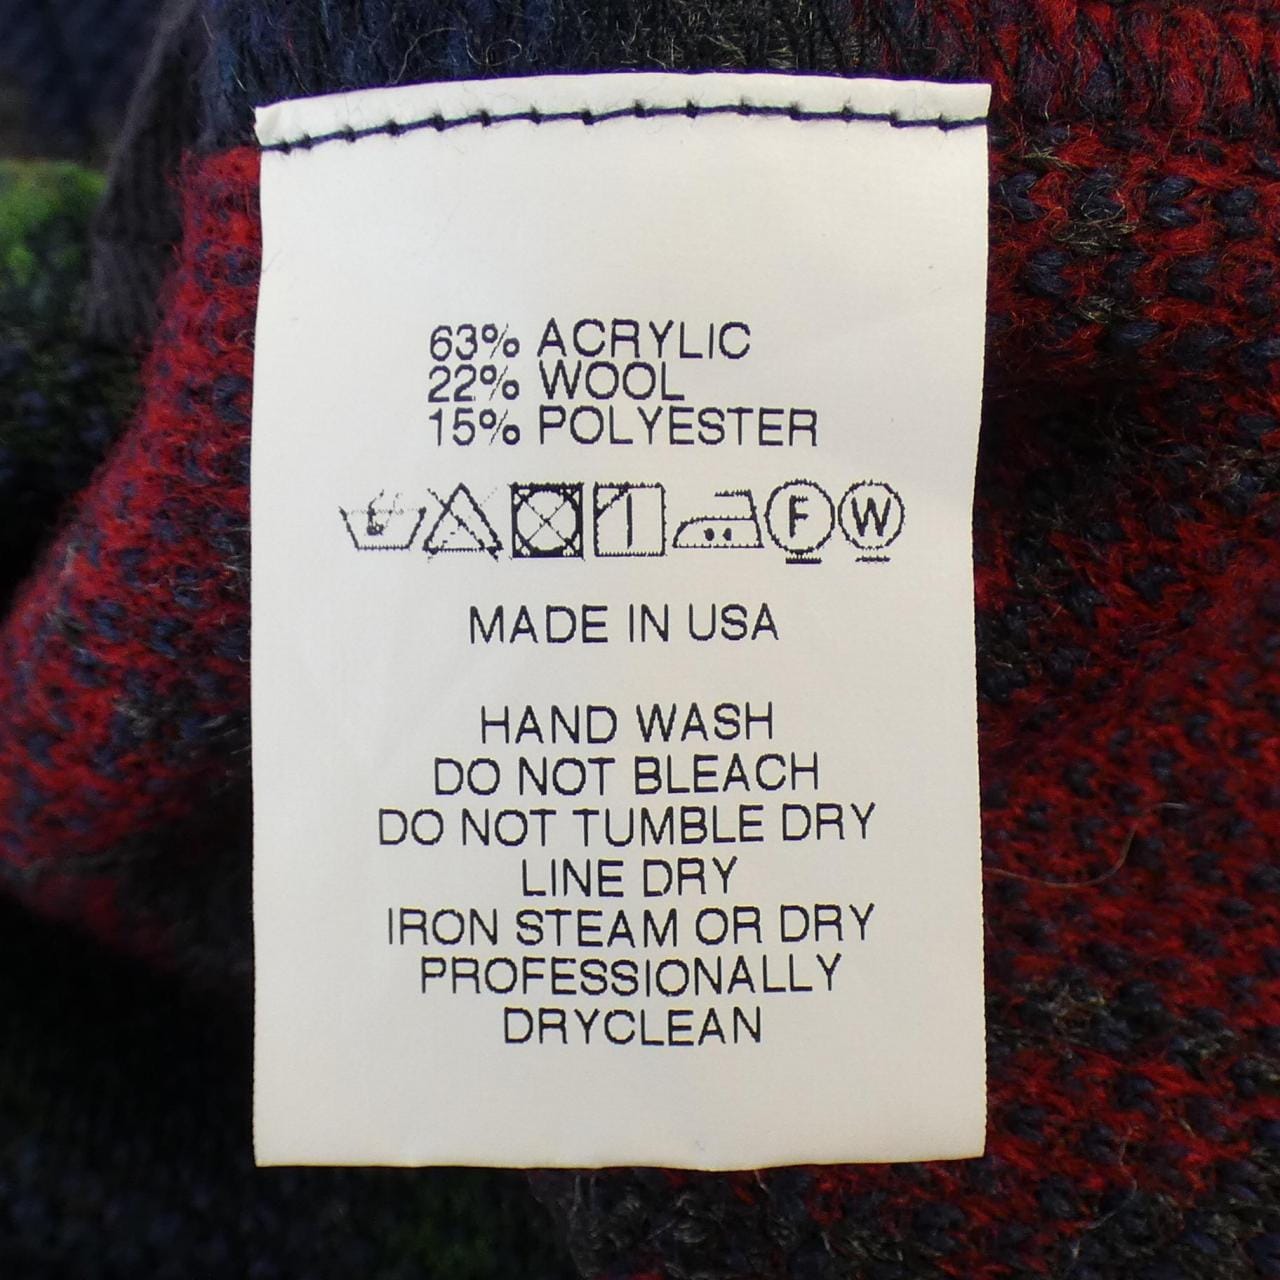 63% ACRYLIC
22% WOOL
15% POLYESTER
F W
MADE IN USA
HAND WASH
DO NOT BLEACH
DO NOT TUMBLE DRY
LINE DRY
IRON STEAM OR DRY
PROFESSIONALLY
DRYCLEAN